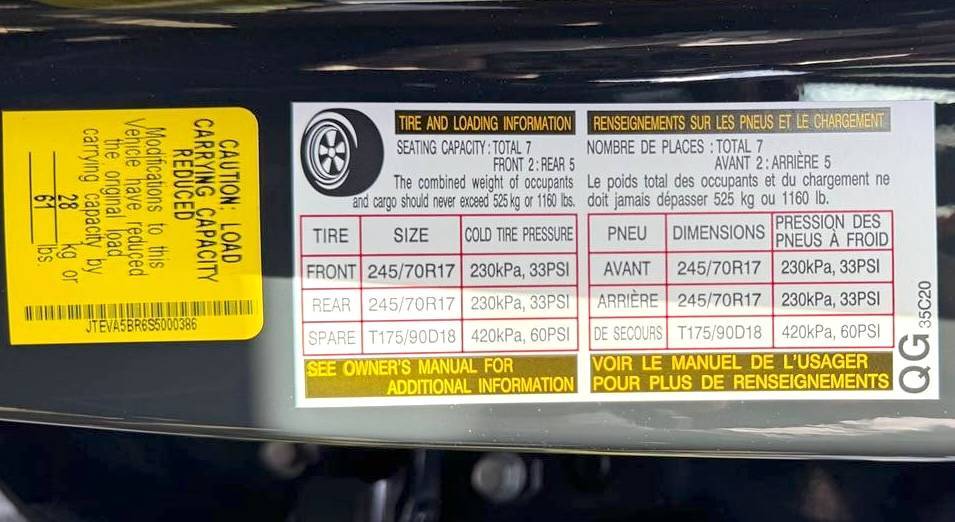 CAUTION: LOAD
CARRYING CAPACITY
REDUCED
Modifications to this
Vehicle have reduced
the original load
carrying capacity by
28 kg or
61 lbs.
JTEVA5BR6S5000386
TIRE AND LOADING INFORMATION
SEATING CAPACITY: TOTAL 7
FRONT 2: REAR 5
The combined weight of occupants
and cargo should never exceed 525 kg or 1160 lbs.
TIRE SIZE COLD TIRE PRESSURE
FRONT 245/70R17 230kPa, 33PSI
REAR 245/70R17 230kPa, 33PSI
SPARE T175/90D18 420kPa, 60PSI
SEE OWNER'S MANUAL FOR
ADDITIONAL INFORMATION
RENSEIGNEMENTS SUR LES PNEUS ET LE CHARGEMENT
NOMBRE DE PLACES : TOTAL 7
AVANT 2: ARRIÈRE 5
Le poids total des occupants et du chargement ne
doit jamais dépasser 525 kg ou 1160 lb.
PNEU DIMENSIONS PRESSION DES
PNEUS À FROID
AVANT 245/70R17 230kPa, 33PSI
ARRIÈRE 245/70R17 230kPa, 33PSI
DE SECOURS T175/90D18 420kPa, 60PSI
VOIR LE MANUEL DE L'USAGER
POUR PLUS DE RENSEIGNEMENTS
QG 35C20